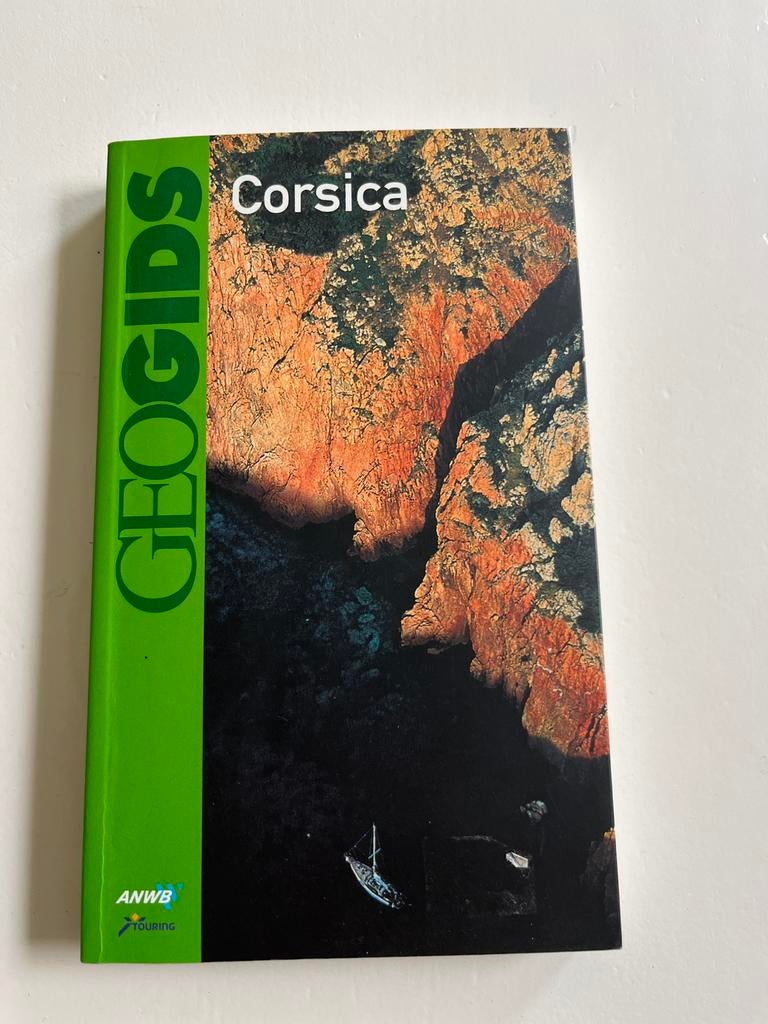 Corsica
GEOGIDS
ANWB
TOURING